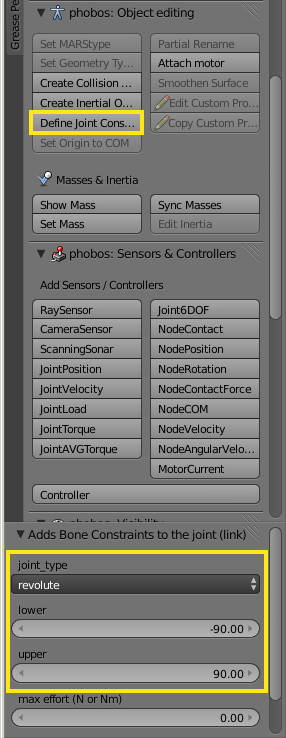 Grease Pe
phobos: Object editing
Set MARStype
Partial Rename
Set Geometry Ty...
Attach motor
Create Collision ...
Smoothen Surface
Create Inertial O...
Edit Custom Pro...
Define Joint Cons...
Copy Custom Pr...
Set Origin to COM
Masses & Inertia
Show Mass
Sync Masses
Set Mass
Edit Inertia
phobos: Sensors & Controllers
Add Sensors / Controllers
RaySensor
Joint6DOF
CameraSensor
NodeContact
ScanningSonar
NodePosition
JointPosition
NodeRotation
JointVelocity
NodeContactForce
JointLoad
NodeCOM
JointTorque
NodeVelocity
JointAVGTorque
NodeAngularVelo...
MotorCurrent
Controller
phobos: Visibility
Adds Bone Constraints to the joint (link)
joint_type
revolute
lower
-90.00
upper
90.00
max effort (N or Nm)
0.00